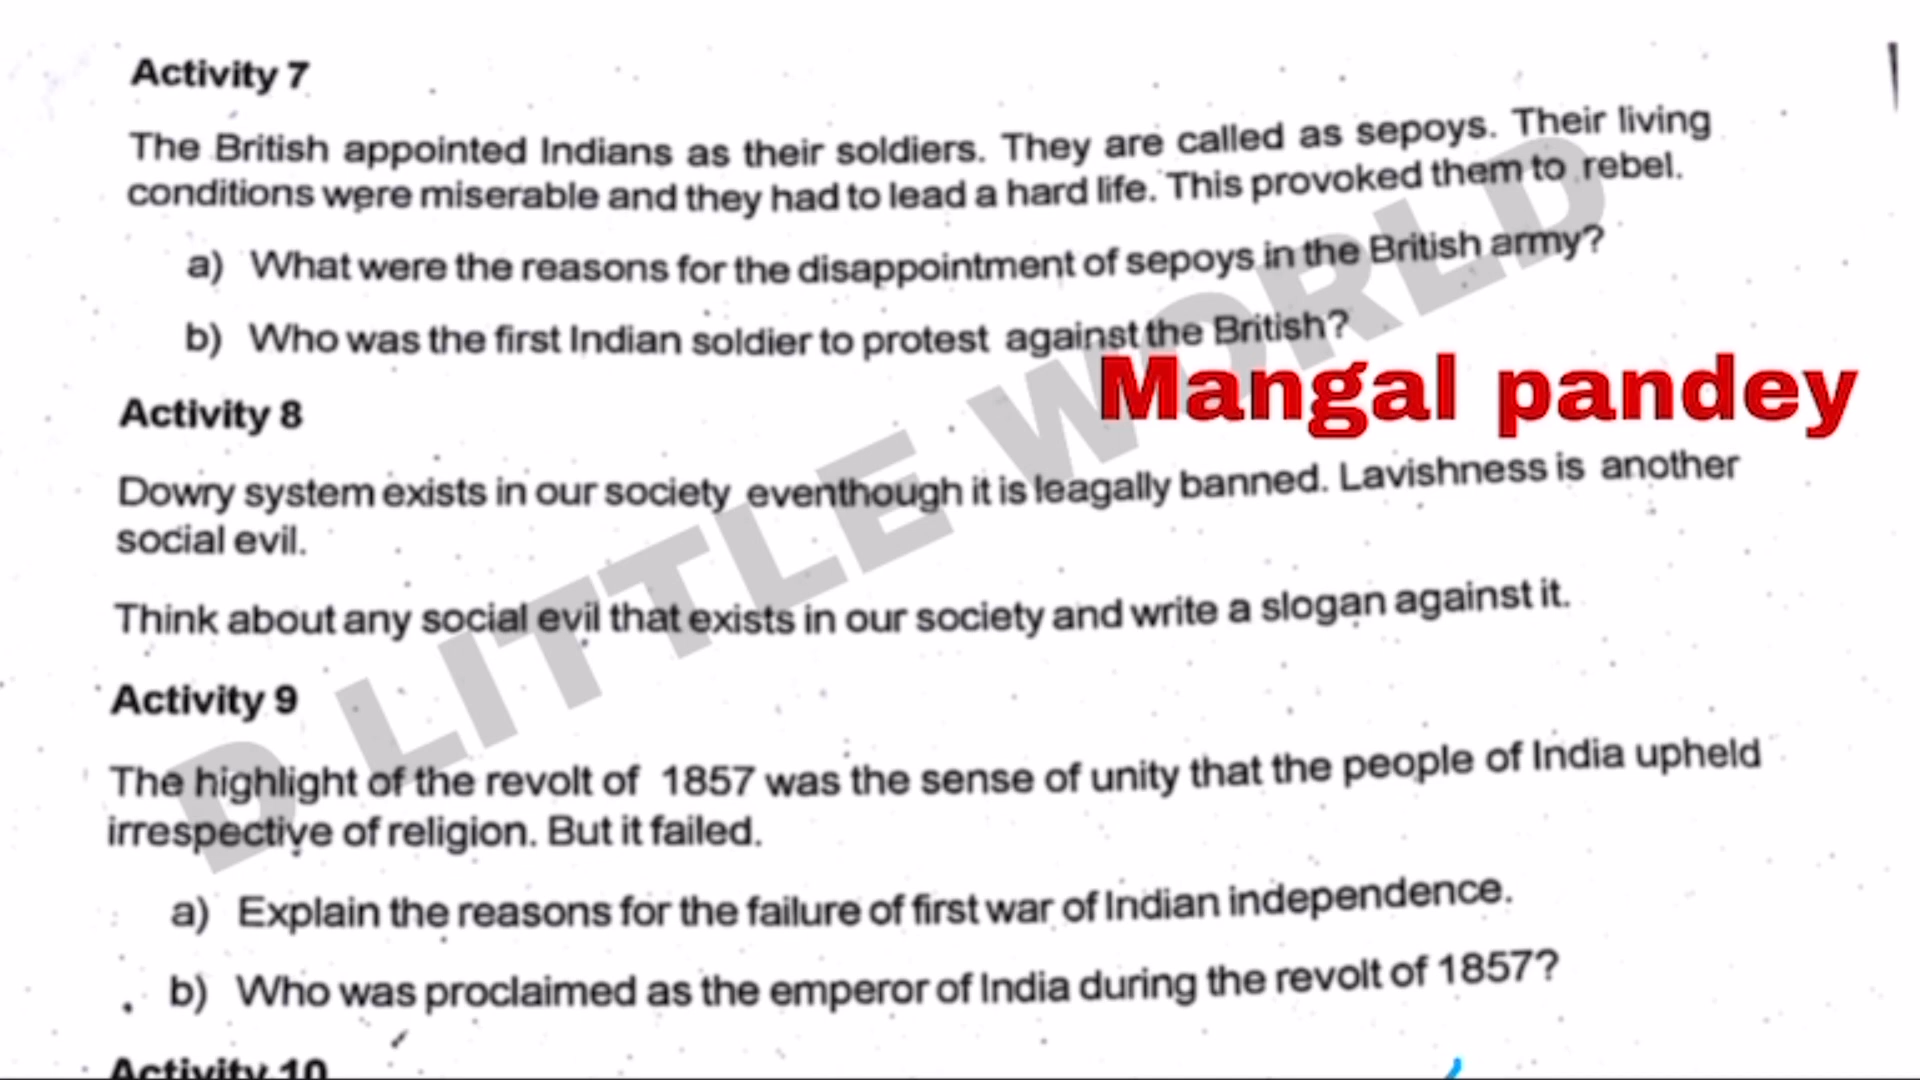 Activity 7
The British appointed Indians as their soldiers. They are called as sepoys. Their living
conditions were miserable and they had to lead a hard life. This provoked them to rebel.
a) What were the reasons for the disappointment of sepoys in the British army?
b) Who was the first Indian soldier to protest against the British?
Mangal pandey
Activity 8
Dowry system exists in our society eventhough it is leagally banned. Lavishness is another
social evil.
Think about any social evil that exists in our society and write a slogan against it.
Activity 9
The highlight of the revolt of 1857 was the sense of unity that the people of India upheld
irrespective of religion. But it failed.
a) Explain the reasons for the failure of first war of Indian independence.
b) Who was proclaimed as the emperor of India during the revolt of 1857?
Activity 10
D LITTLE WORLD